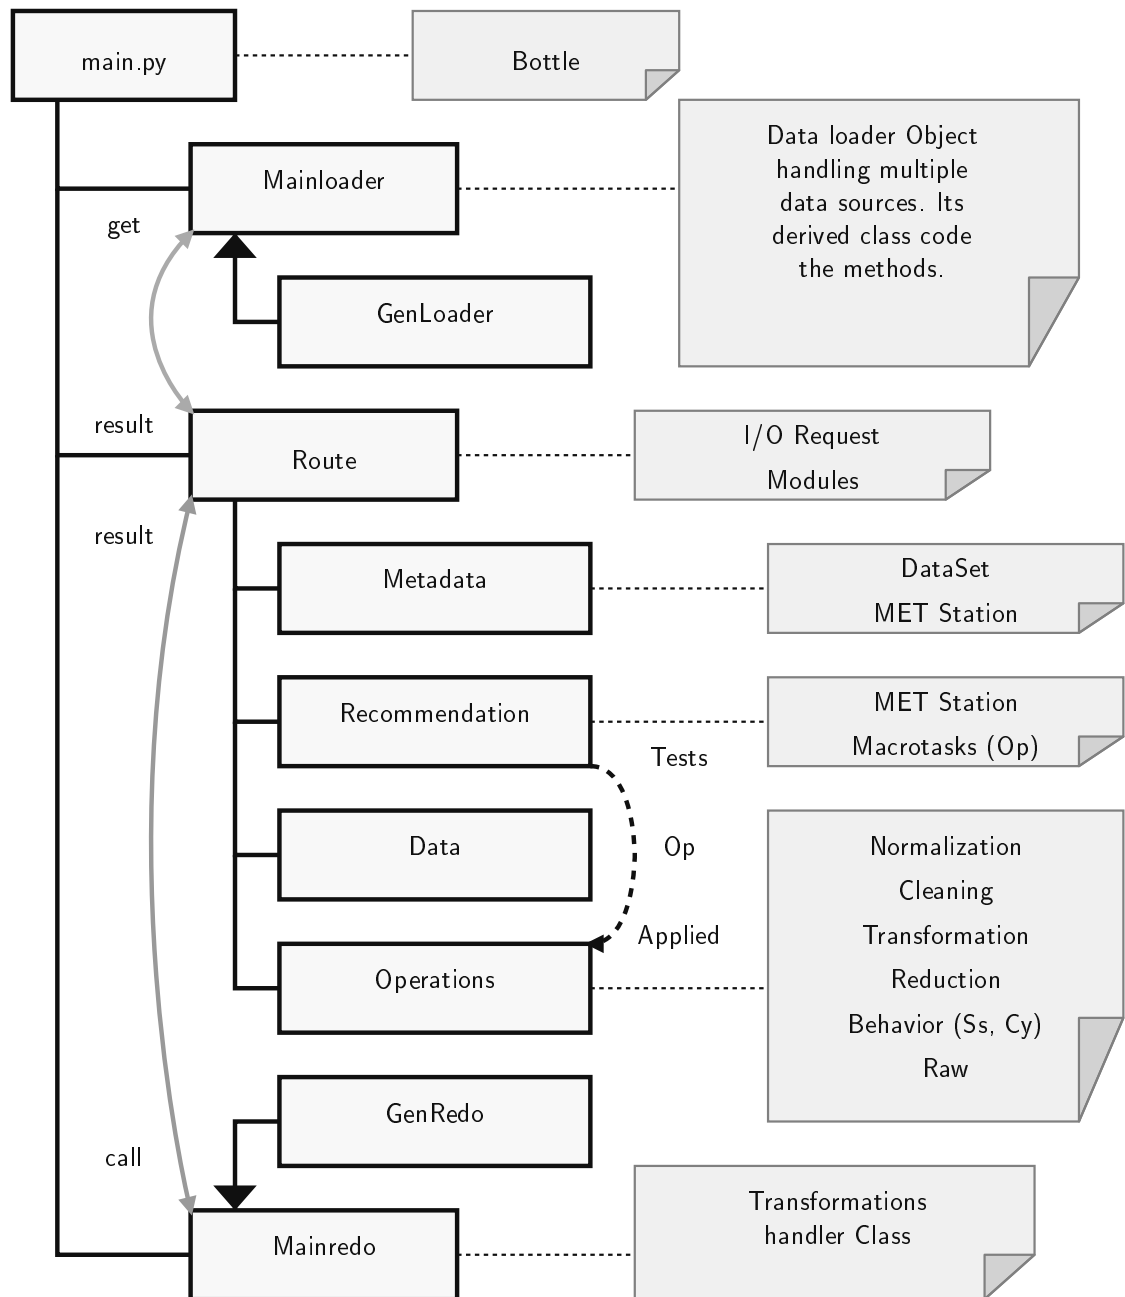 main.py
Bottle
Mainloader
Data loader Object
handling multiple
data sources. Its
derived class code
the methods.
get
GenLoader
result
Route
I/O Request
Modules
result
Metadata
DataSet
MET Station
Recommendation
MET Station
Macrotasks (Op)
Tests
Data
Op
Applied
Normalization
Cleaning
Transformation
Reduction
Behavior (Ss, Cy)
Raw
Operations
GenRedo
call
Mainredo
Transformations
handler Class